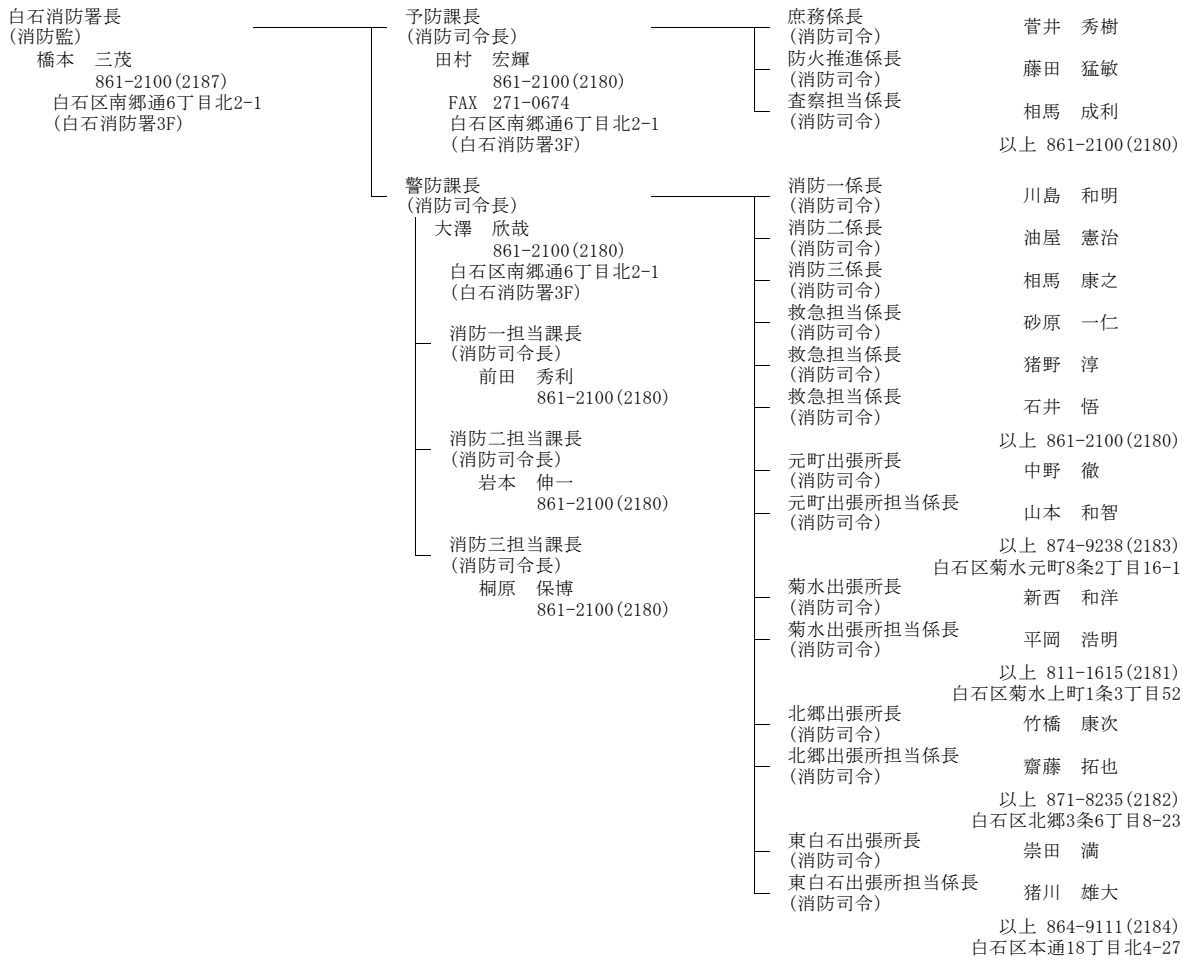 白石消防署長
(消防監)
橋本　三茂
861-2100(2187)
白石区南郷通6丁目北2-1
(白石消防署3F)
予防課長
(消防司令長)
田村　宏輝
861-2100(2180)
FAX 271-0674
白石区南郷通6丁目北2-1
(白石消防署3F)
庶務係長
(消防司令)
菅井　秀樹
防火推進係長
(消防司令)
藤田　猛敏
査察担当係長
(消防司令)
相馬　成利
以上 861-2100(2180)
警防課長
(消防司令長)
大澤　欣哉
861-2100(2180)
白石区南郷通6丁目北2-1
(白石消防署3F)
消防一担当課長
(消防司令長)
前田　秀利
861-2100(2180)
消防二担当課長
(消防司令長)
岩本　伸一
861-2100(2180)
消防三担当課長
(消防司令長)
桐原　保博
861-2100(2180)
消防一係長
(消防司令)
川島　和明
消防二係長
(消防司令)
油屋　憲治
消防三係長
(消防司令)
相馬　康之
救急担当係長
(消防司令)
砂原　一仁
救急担当係長
(消防司令)
猪野　淳
救急担当係長
(消防司令)
石井　悟
以上 861-2100(2180)
元町出張所長
(消防司令)
中野　徹
元町出張所担当係長
(消防司令)
山本　和智
以上 874-9238(2183)
白石区菊水元町8条2丁目16-1
菊水出張所長
(消防司令)
新西　和洋
菊水出張所担当係長
(消防司令)
平岡　浩明
以上 811-1615(2181)
白石区菊水上町1条3丁目52
北郷出張所長
(消防司令)
竹橋　康次
北郷出張所担当係長
(消防司令)
齋藤　拓也
以上 871-8235(2182)
白石区北郷3条6丁目8-23
東白石出張所長
(消防司令)
崇田　満
東白石出張所担当係長
(消防司令)
猪川　雄大
以上 864-9111(2184)
白石区本通18丁目北4-27